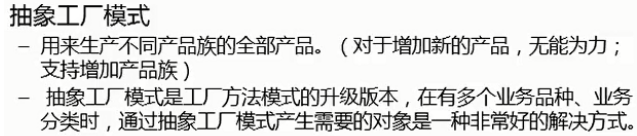 抽象工厂模式
– 用来生产不同产品族的全部产品。（对于增加新的产品，无能为力；
支持增加产品族）
– 抽象工厂模式是工厂方法模式的升级版本，在有多个业务品种、业务
分类时，通过抽象工厂模式产生需要的对象是一种非常好的解决方式。